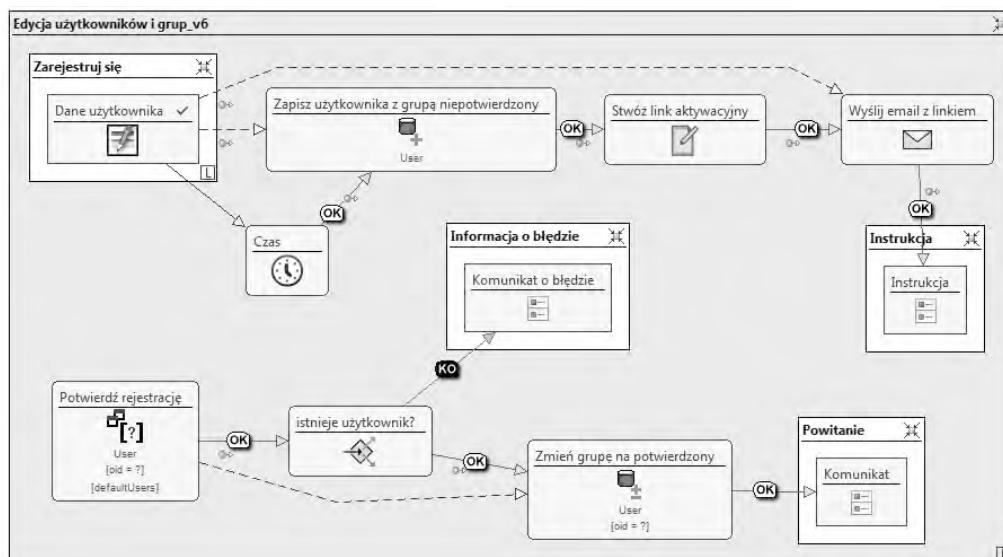 Edycja użytkowników i grup_v6
Zarejestruj się
Dane użytkownika
L
Zapisz użytkownika z grupą niepotwierdzony
User
OK
Stwóż link aktywacyjny
OK
Wyślij email z linkiem
OK
Czas
OK
Informacja o błędzie
Komunikat o błędzie
Instrukcja
Instrukcja
KO
Potwierdź rejestrację
[?]
User
[oid = ?]
[defaultUsers]
OK
istnieje użytkownik?
OK
Zmień grupę na potwierdzony
User
[oid = ?]
OK
Powitanie
Komunikat
L